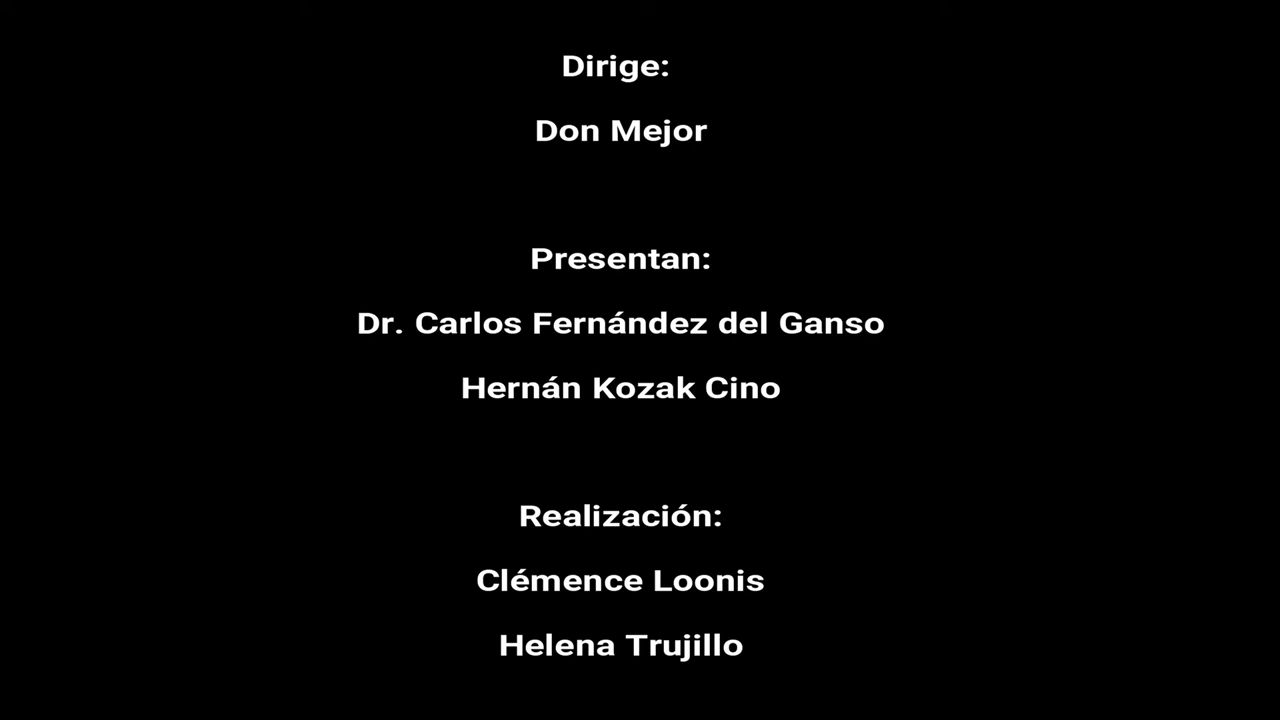 Dirige:
Don Mejor
Presentan:
Dr. Carlos Fernández del Ganso
Hernán Kozak Cino
Realización:
Clémence Loonis
Helena Trujillo